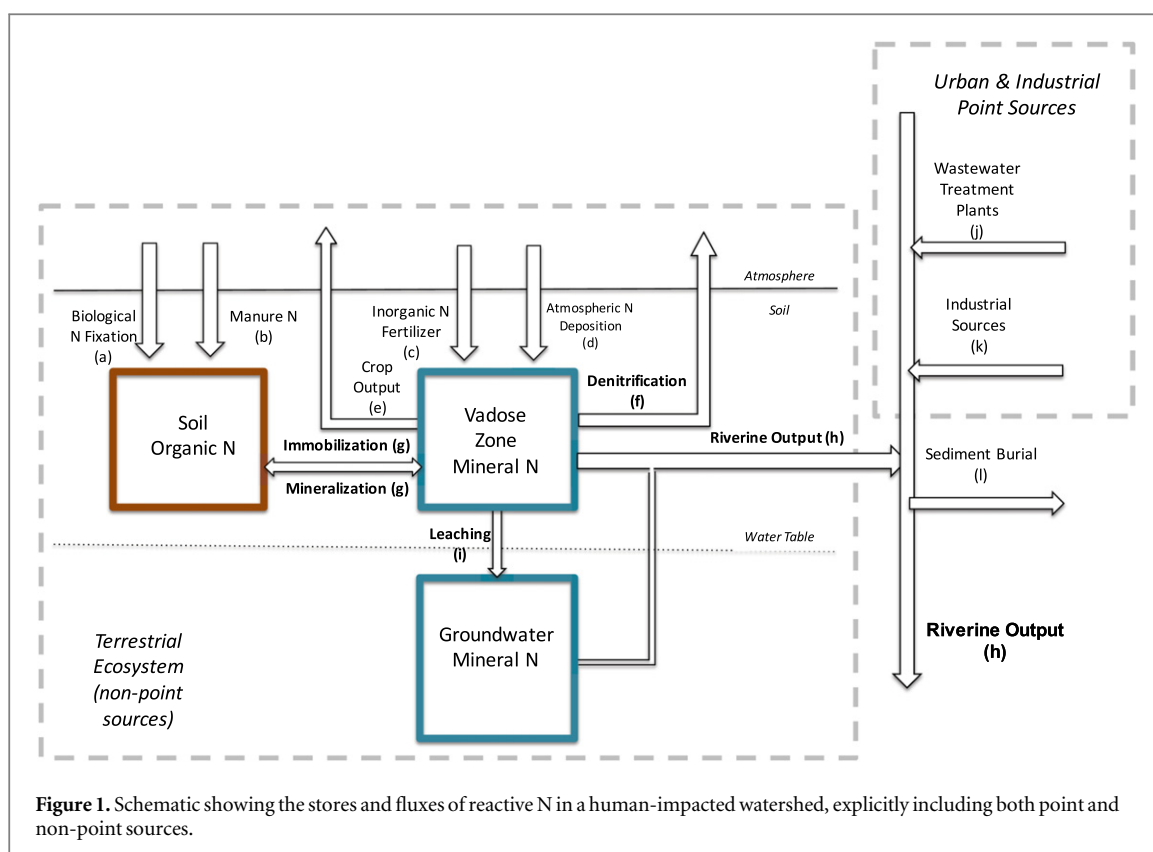 Urban & Industrial
Point Sources
Wastewater
Treatment
Plants
(j)
Industrial
Sources
(k)
Atmosphere
Soil
Biological
N Fixation
(a)
Manure N
(b)
Inorganic N
Fertilizer
(c)
Atmospheric N
Deposition
(d)
Crop
Output
(e)
Denitrification
(f)
Soil
Organic N
Immobilization (g)
Mineralization (g)
Vadose
Zone
Mineral N
Riverine Output (h)
Sediment Burial
(l)
Leaching
(i)
Water Table
Groundwater
Mineral N
Terrestrial
Ecosystem
(non-point
sources)
Riverine Output
(h)
Figure 1. Schematic showing the stores and fluxes of reactive N in a human-impacted watershed, explicitly including both point and
non-point sources.